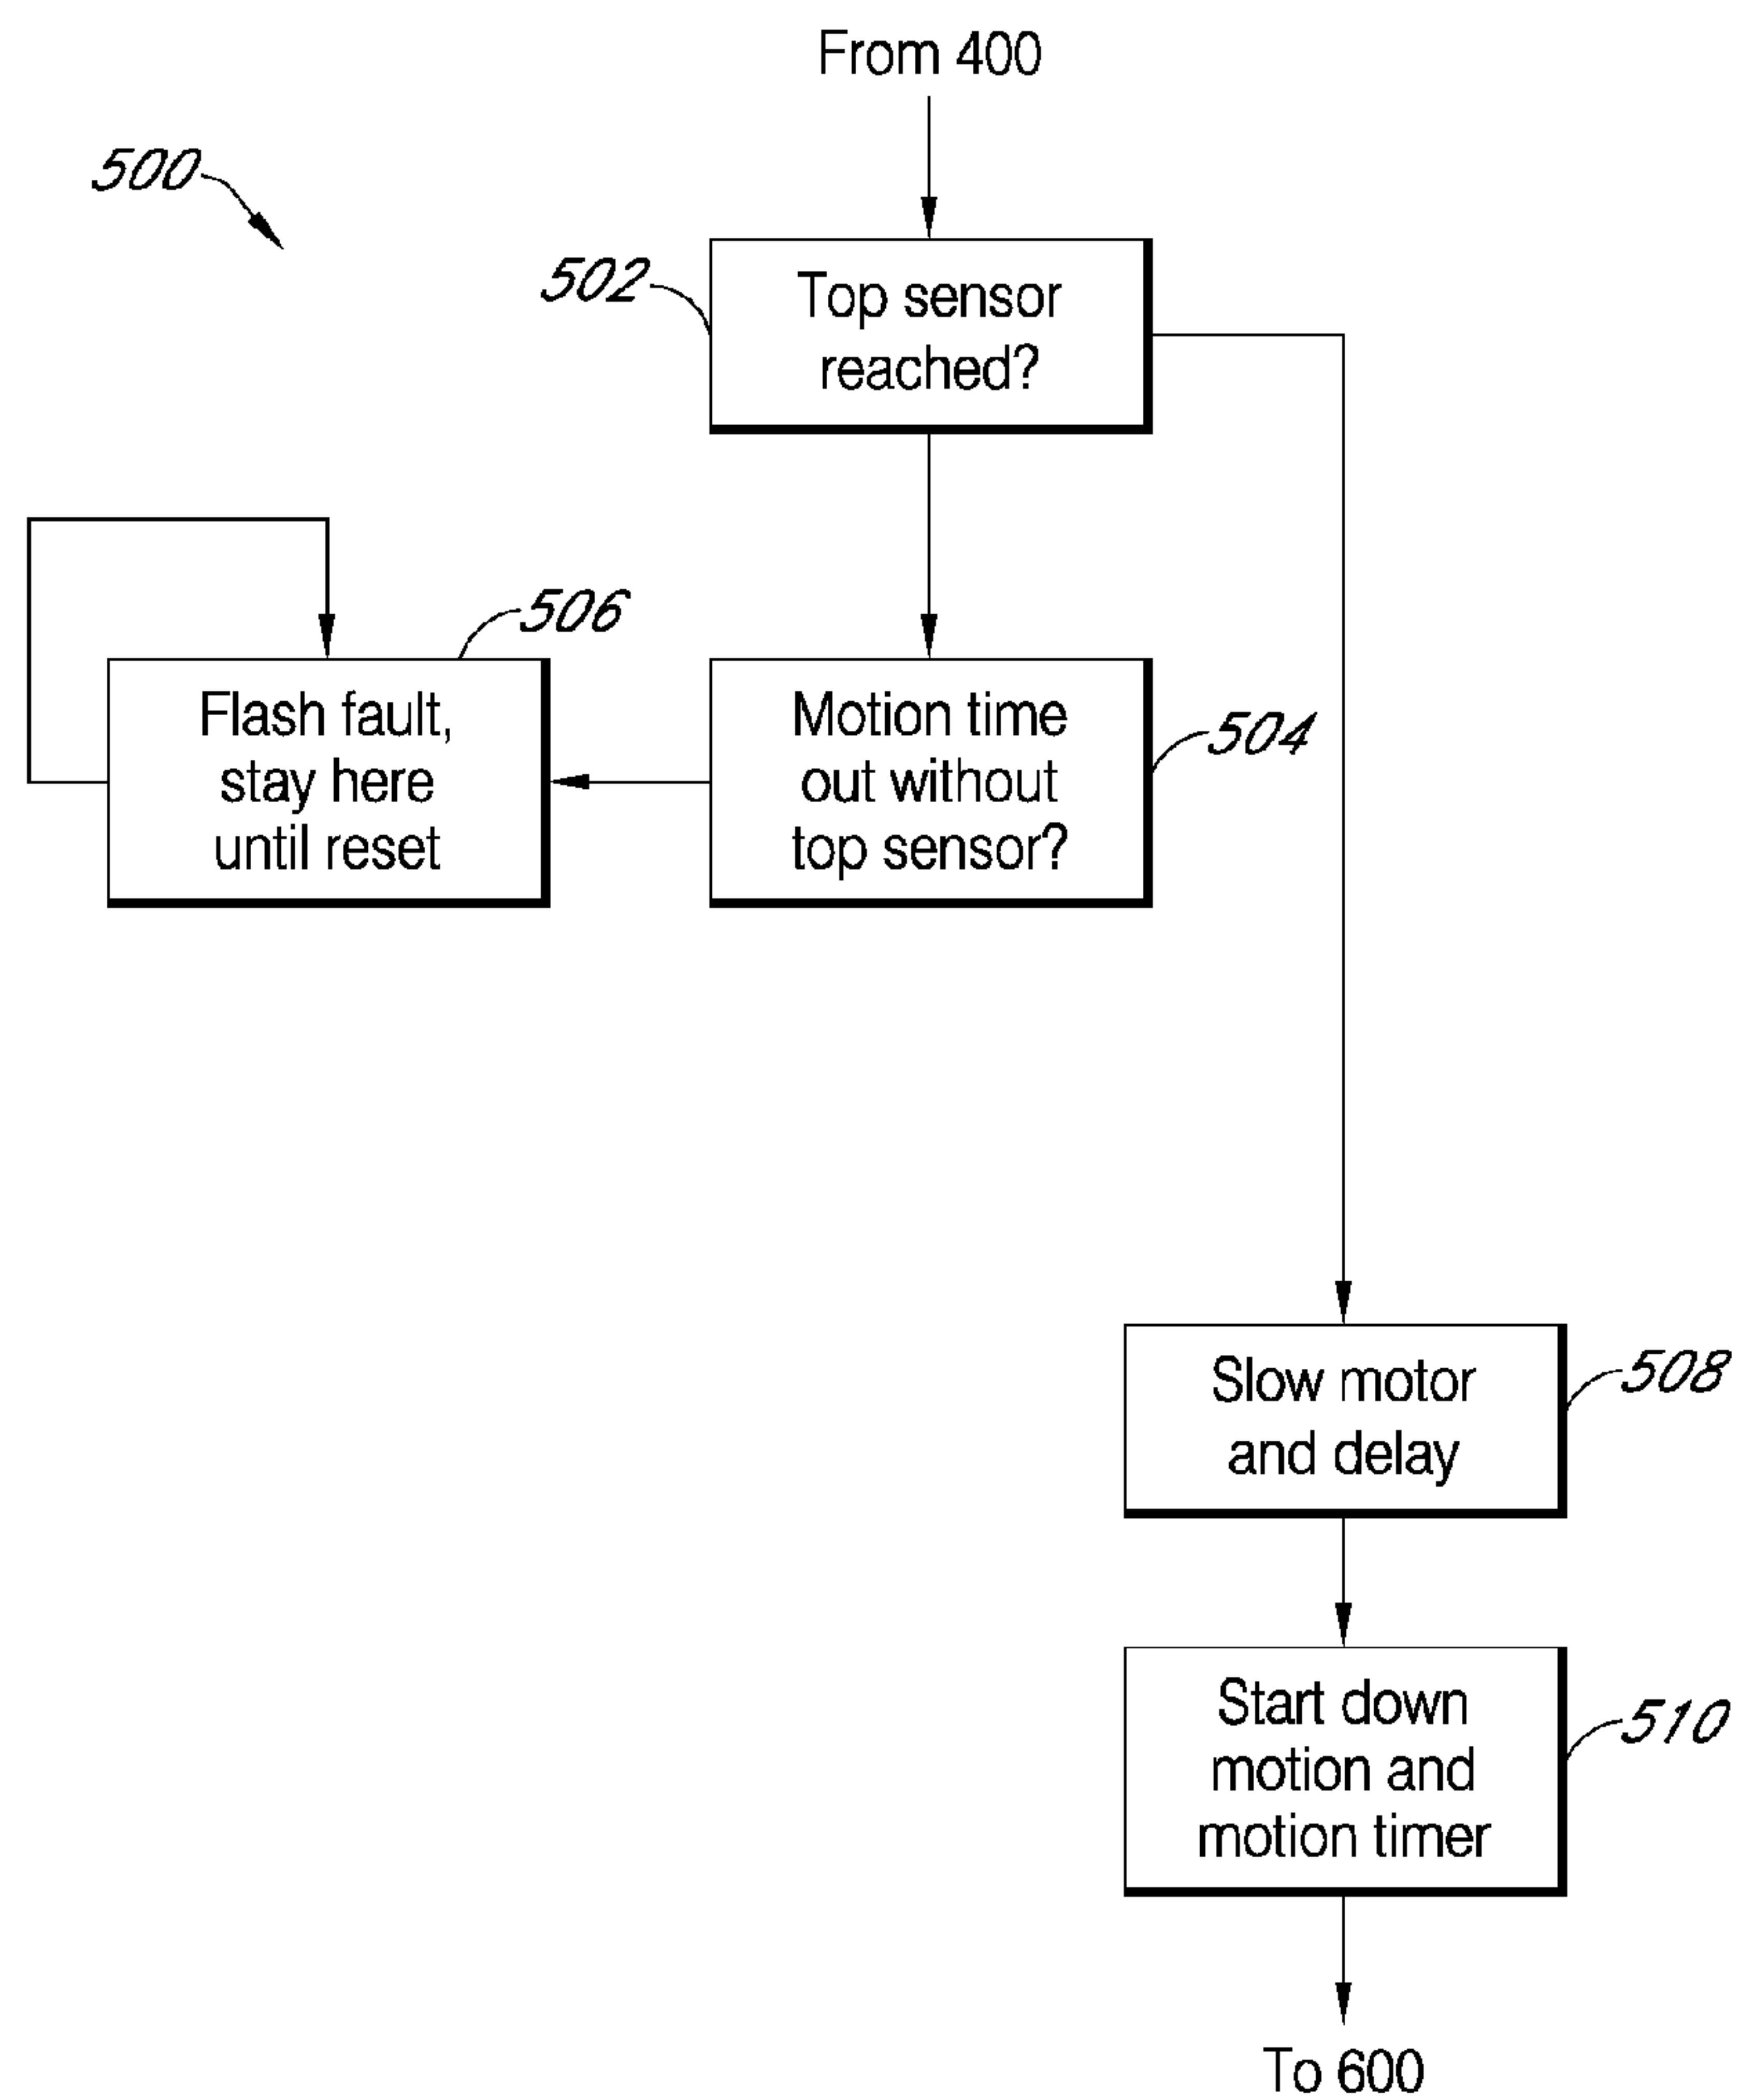 From 400
500
502
Top sensor
reached?
506
Flash fault,
stay here
until reset
Motion time
out without
top sensor?
504
Slow motor
and delay
508
Start down
motion and
motion timer
510
To 600